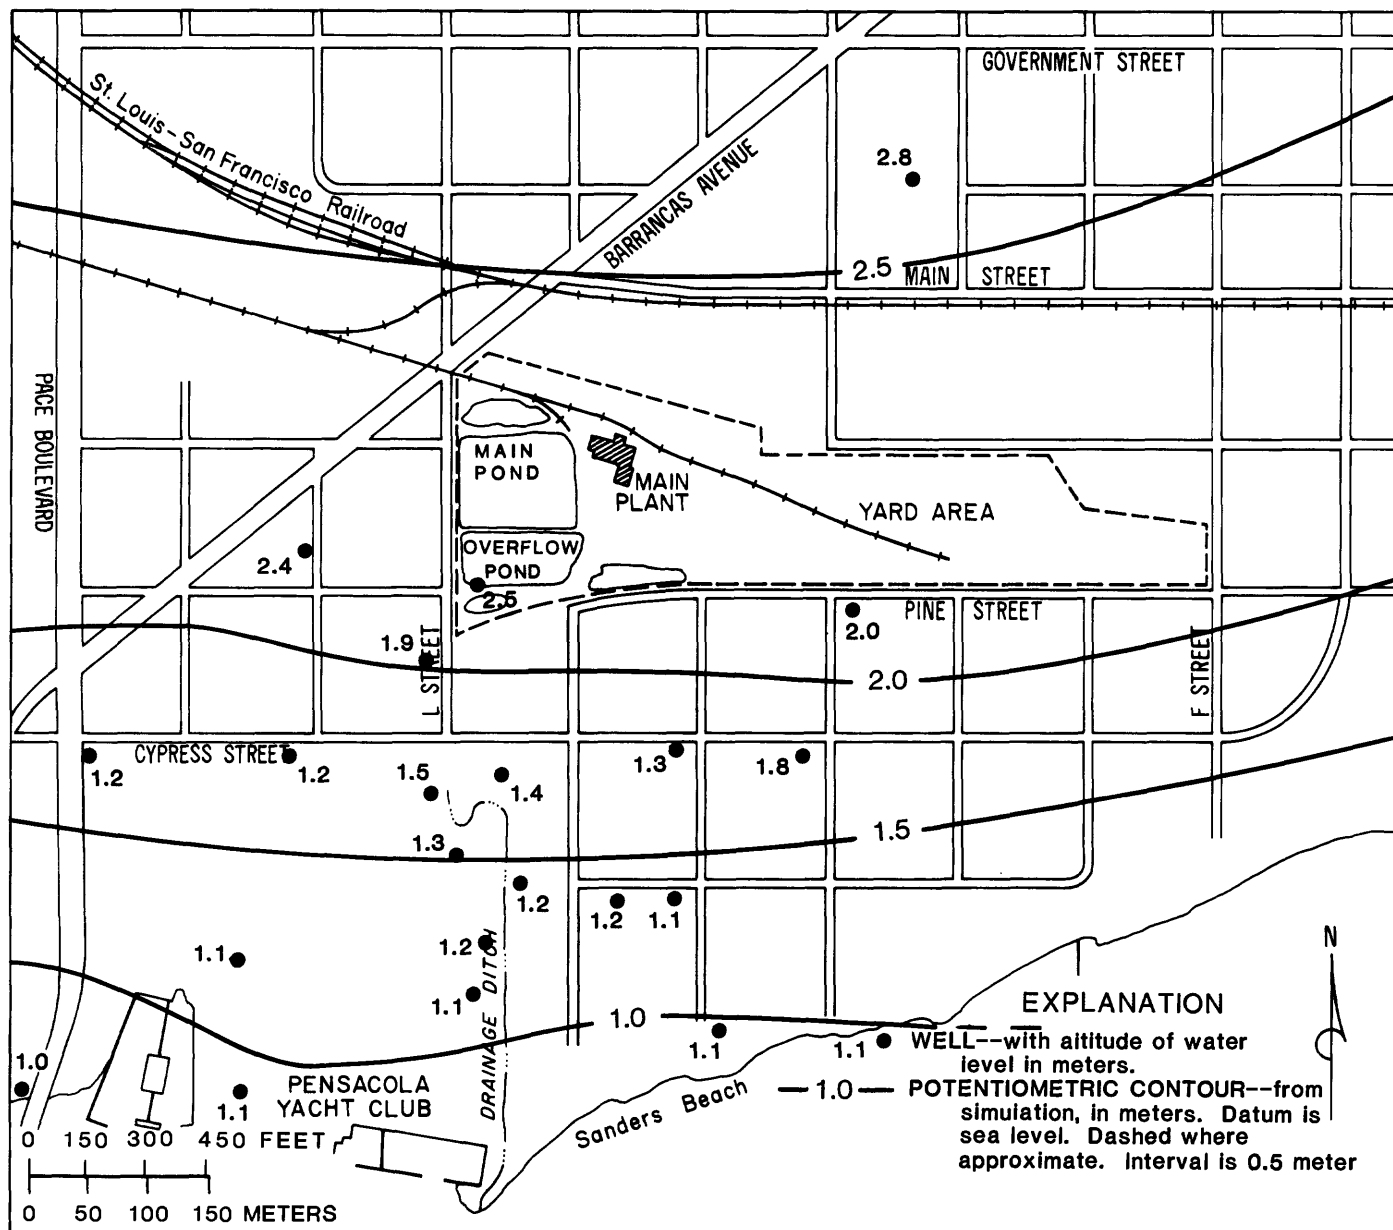 GOVERNMENT STREET
St. Louis-San Francisco Railroad
BARRANCAS AVENUE
2.8
2.5
MAIN STREET
PACE BOULEVARD
MAIN
POND
MAIN
PLANT
YARD AREA
OVERFLOW
POND
2.4
2.5
PINE STREET
2.0
1.9
L STREET
F STREET
2.0
CYPRESS STREET
1.2
1.2
1.5
1.4
1.3
1.8
1.3
1.5
1.2
1.2
1.1
1.1
1.2
1.1
DRAINAGE DITCH
1.0
1.1
1.1
1.0
1.1
PENSACOLA
YACHT CLUB
Sanders Beach
N
EXPLANATION
WELL--with aititude of water
level in meters.
1.0
POTENTIOMETRIC CONTOUR--from
simuiation, in meters. Datum is
sea level. Dashed where
approximate. Interval is 0.5 meter
0 150 300 450 FEET
0 50 100 150 METERS